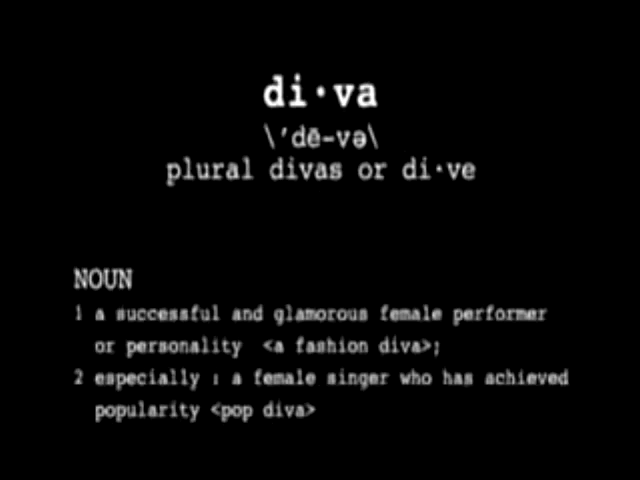 di·va
\'dē-və\
plural divas or di·ve
NOUN
1 a successful and glamorous female performer
or personality <a fashion diva>;
2 especially : a female singer who has achieved
popularity <pop diva>